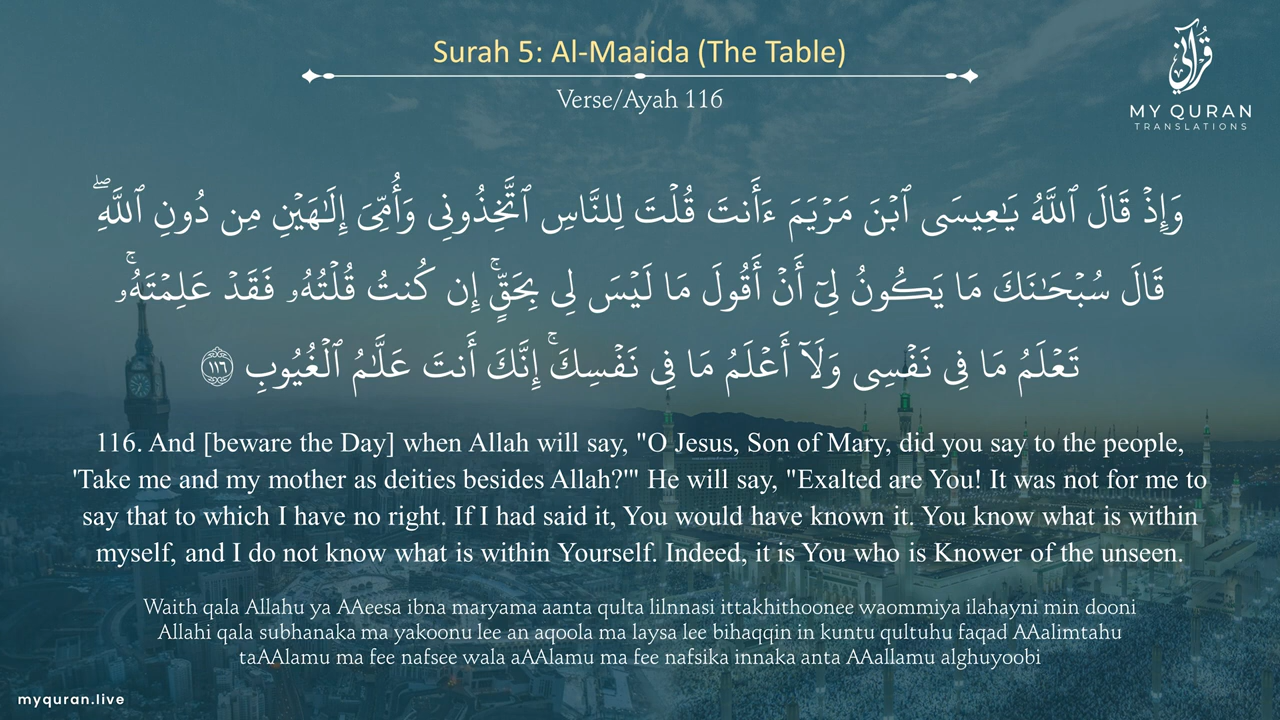 Surah 5: Al-Maaida (The Table)
Verse/Ayah 116
قرآني
MY QURAN
TRANSLATIONS
وَإِذْ قَالَ ٱللَّهُ يَـٰعِيسَى ٱبْنَ مَرْيَمَ ءَأَنتَ قُلْتَ لِلنَّاسِ ٱتَّخِذُونِى وَأُمِّىَ إِلَـٰهَيْنِ مِن دُونِ ٱللَّهِ ۖ
قَالَ سُبْحَـٰنَكَ مَا يَكُونُ لِىٓ أَنْ أَقُولَ مَا لَيْسَ لِى بِحَقٍّ ۚ إِن كُنتُ قُلْتُهُۥ فَقَدْ عَلِمْتَهُۥ ۚ
تَعْلَمُ مَا فِى نَفْسِى وَلَآ أَعْلَمُ مَا فِى نَفْسِكَ ۚ إِنَّكَ أَنتَ عَلَّـٰمُ ٱلْغُيُوبِ ١١٦
116. And [beware the Day] when Allah will say, "O Jesus, Son of Mary, did you say to the people,
'Take me and my mother as deities besides Allah?'" He will say, "Exalted are You! It was not for me to
say that to which I have no right. If I had said it, You would have known it. You know what is within
myself, and I do not know what is within Yourself. Indeed, it is You who is Knower of the unseen.
Waith qala Allahu ya AAeesa ibna maryama aanta qulta lilnnasi ittakhithoonee waommiya ilahayni min dooni
Allahi qala subhanaka ma yakoonu lee an aqoola ma laysa lee bihaqqin in kuntu qultuhu faqad AAalimtahu
taAAlamu ma fee nafsee wala aAAlamu ma fee nafsika innaka anta AAallamu alghuyoobi
myquran.live